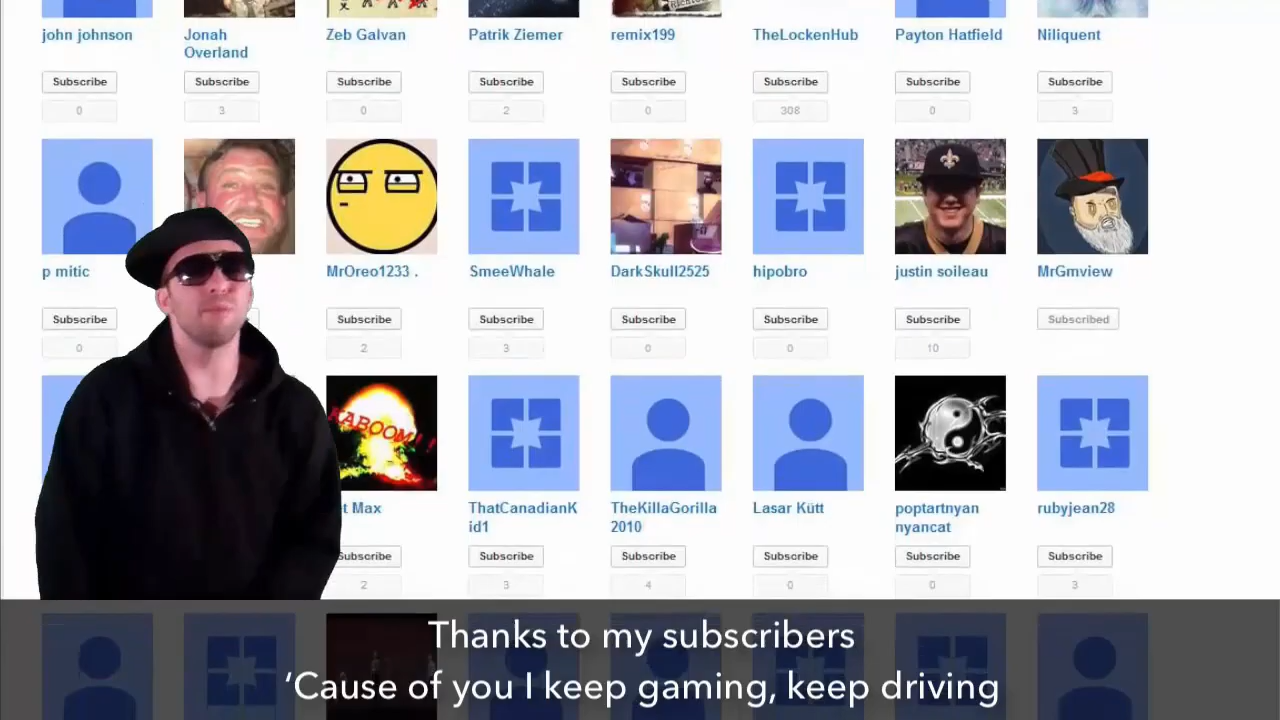 john johnson
Jonah
Overland
Zeb Galvan
Patrik Ziemer
remix199
TheLockenHub
Payton Hatfield
Niliquent
Subscribe
Subscribe
Subscribe
Subscribe
Subscribe
Subscribe
Subscribe
Subscribe
0
3
0
2
0
308
0
3
p mitic
MrOreo1233 .
SmeeWhale
DarkSkull2525
hipobro
justin soileau
MrGmview
Subscribe
Subscribe
Subscribe
Subscribe
Subscribe
Subscribe
Subscribed
0
2
3
0
0
10
KABOOM!!
Max
ThatCanadianK
id1
TheKillaGorilla
2010
Lasar Kütt
poptartnyan
nyancat
rubyjean28
Subscribe
Subscribe
Subscribe
Subscribe
Subscribe
Subscribe
2
3
4
0
0
3
Thanks to my subscribers
‘Cause of you I keep gaming, keep driving